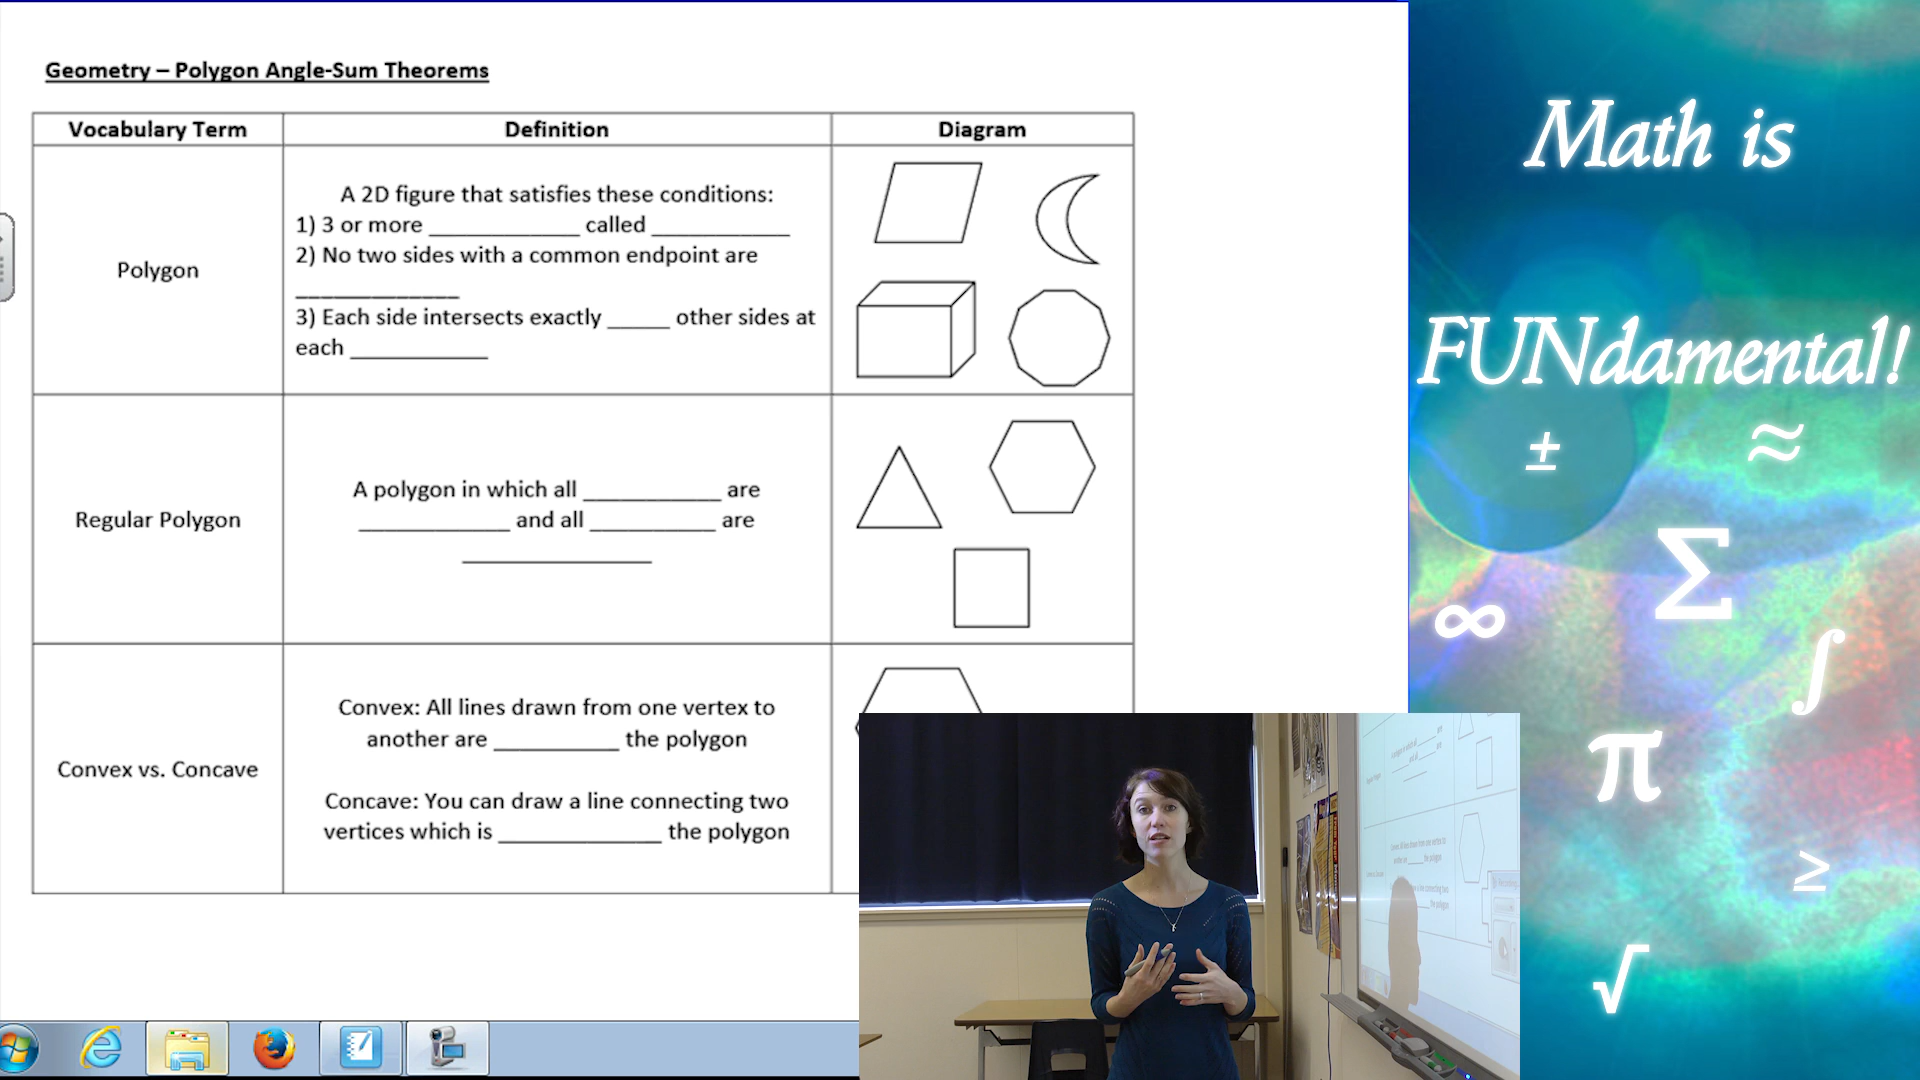 Geometry – Polygon Angle-Sum Theorems
Vocabulary Term
Definition
Diagram
Polygon
A 2D figure that satisfies these conditions:
1) 3 or more ____________ called ___________
2) No two sides with a common endpoint are
_____________
3) Each side intersects exactly _____ other sides at
each ___________
Regular Polygon
A polygon in which all ___________ are
____________ and all __________ are
_______________
Convex vs. Concave
Convex: All lines drawn from one vertex to
another are __________ the polygon
Concave: You can draw a line connecting two
vertices which is _____________ the polygon
Math is
FUNdamental!
± ≈
Σ
∞
∫
π
≥
√